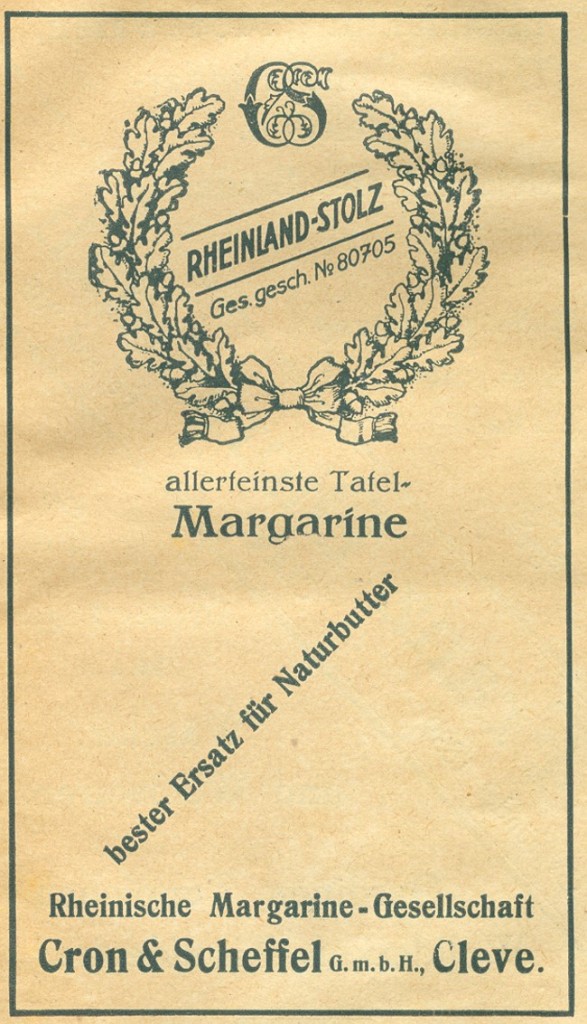 CS
RHEINLAND-STOLZ
Ges. gesch. No 80705
allerfeinste Tafel-
Margarine
bester Ersatz für Naturbutter
Rheinische Margarine-Gesellschaft
Cron & Scheffel G.m.b.H., Cleve.